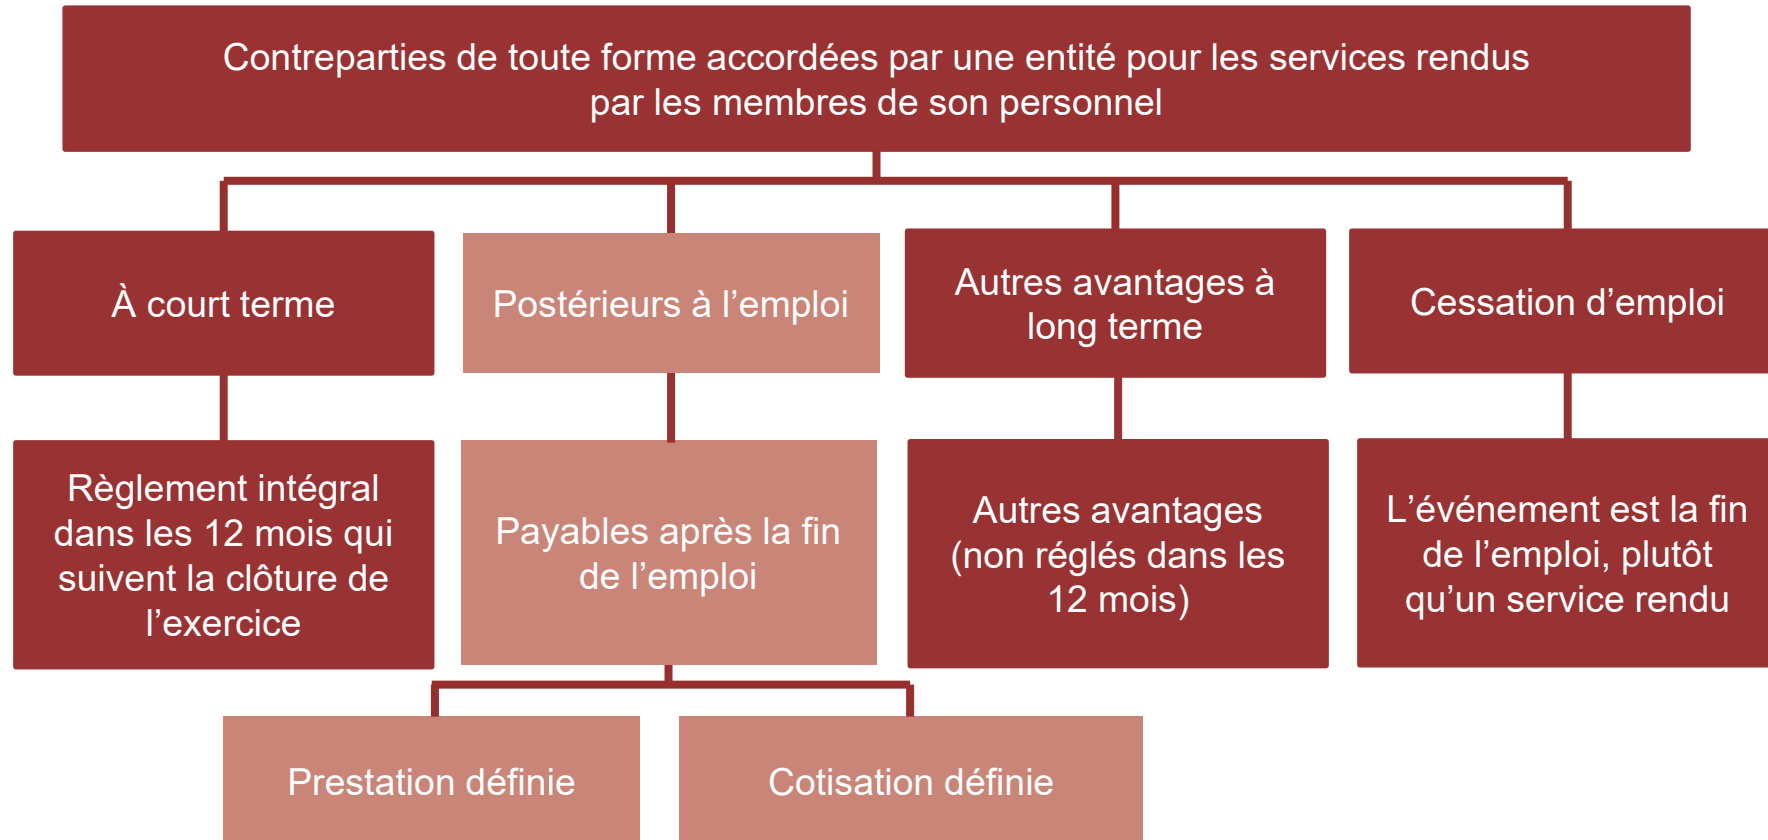 Contreparties de toute forme accordées par une entité pour les services rendus
par les membres de son personnel
À court terme
Postérieurs à l’emploi
Autres avantages à
long terme
Cessation d’emploi
Règlement intégral
dans les 12 mois qui
suivent la clôture de
l’exercice
Payables après la fin
de l’emploi
Autres avantages
(non réglés dans les
12 mois)
L’événement est la fin
de l’emploi, plutôt
qu’un service rendu
Prestation définie
Cotisation définie